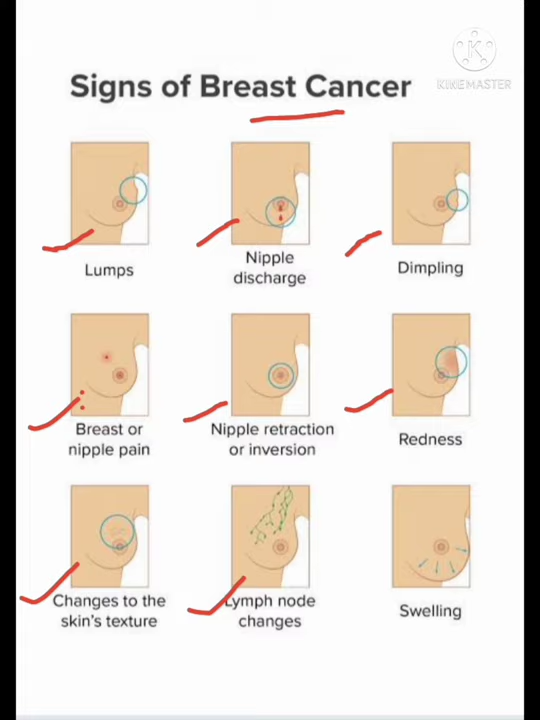 K
KINEMASTER
Signs of Breast Cancer
Lumps
Nipple
discharge
Dimpling
Breast or
nipple pain
Nipple retraction
or inversion
Redness
Changes to the
skin's texture
Lymph node
changes
Swelling